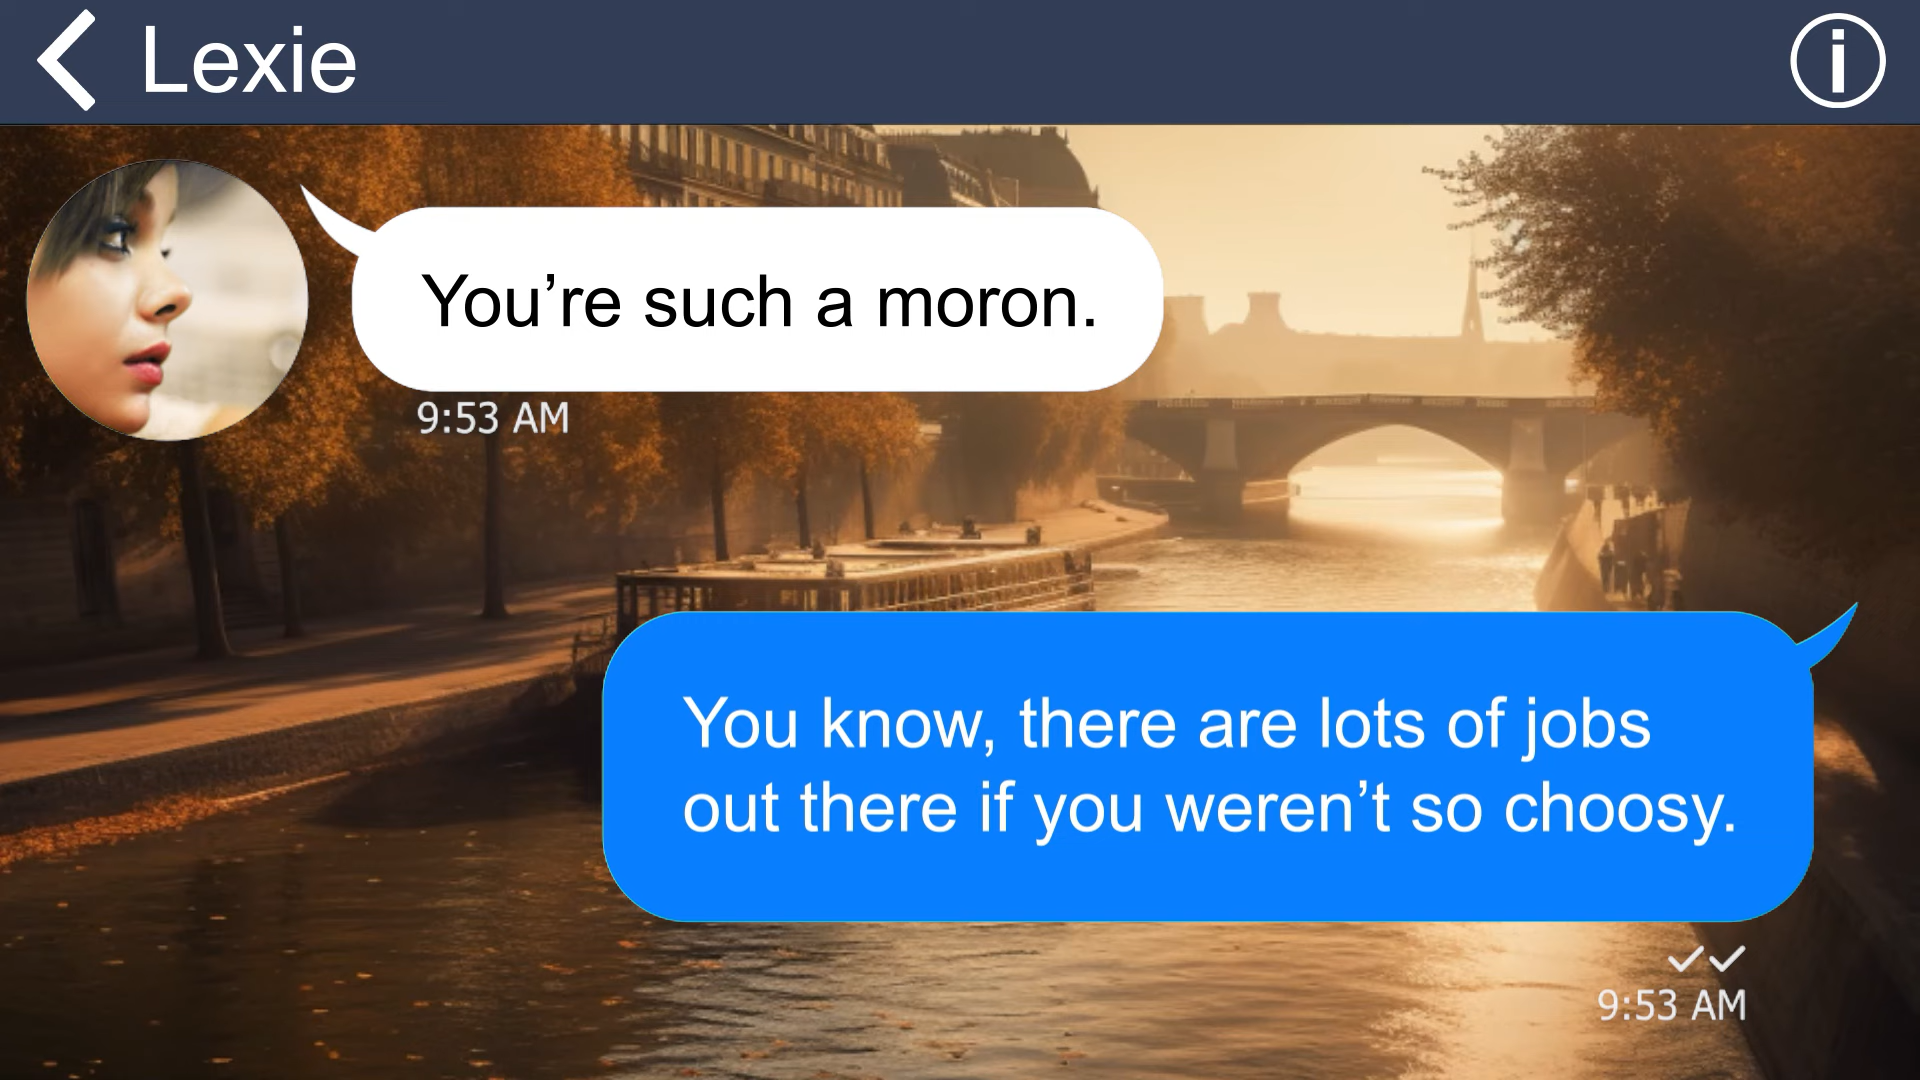 Lexie
You’re such a moron.
9:53 AM
You know, there are lots of jobs
out there if you weren’t so choosy.
9:53 AM